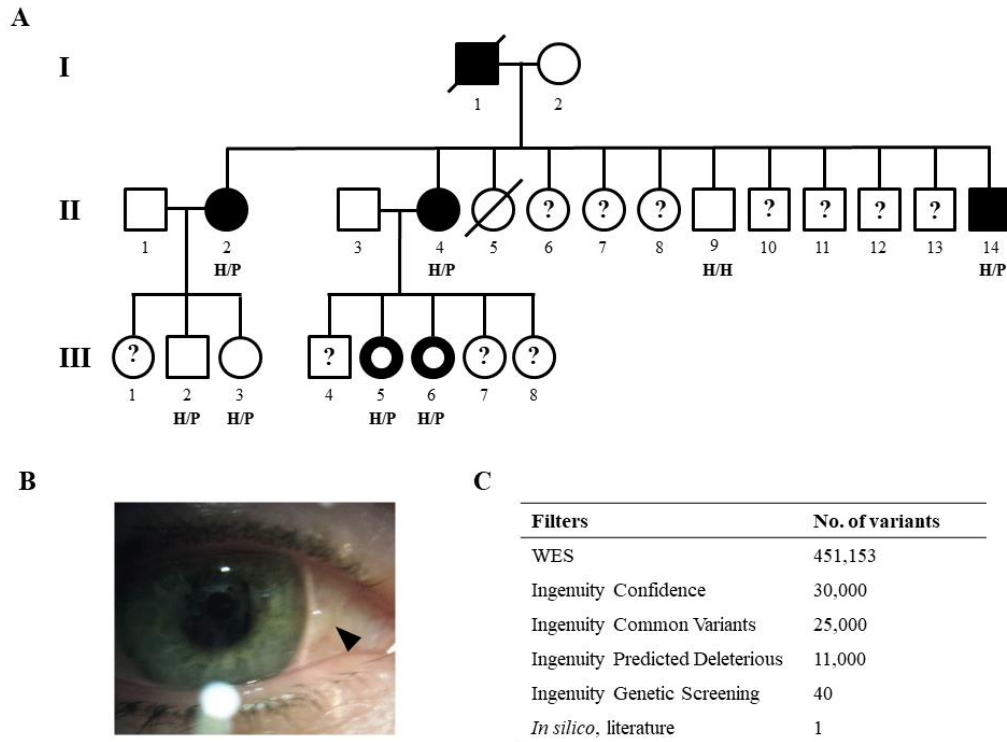 A
I
1 2
II
? ? ? ? ? ? ?
1 2 3 4 5 6 7 8 9 10 11 12 13 14
H/P H/P H/H H/P
III
? ? ? ?
1 2 3 4 5 6 7 8
H/P H/P H/P H/P
B
C
Filters No. of variants
WES 451,153
Ingenuity Confidence 30,000
Ingenuity Common Variants 25,000
Ingenuity Predicted Deleterious 11,000
Ingenuity Genetic Screening 40
In silico, literature 1